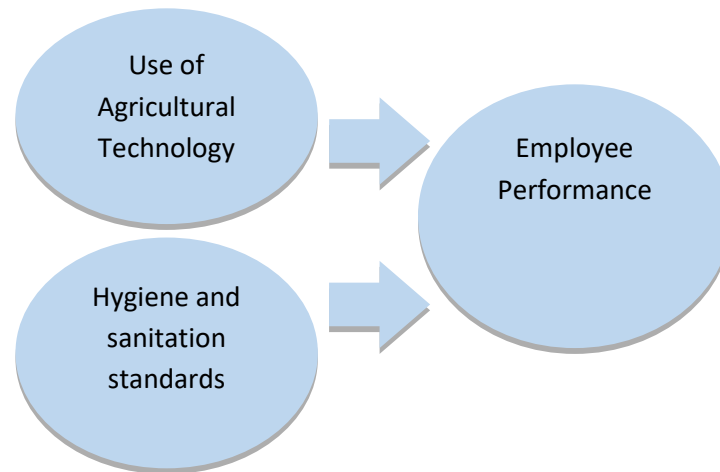 Use of
Agricultural
Technology
Employee
Performance
Hygiene and
sanitation
standards